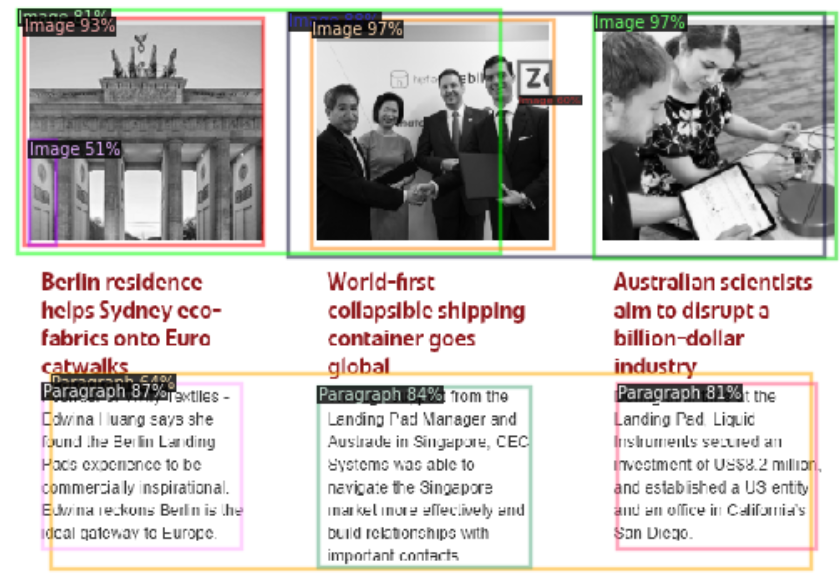 Image 81%
Image 93%
Image 97%
Image 97%
Image 51%
Berlin residence
helps Sydney eco-
fabrics onto Euro
catwalks
Paragraph 64%
Paragraph 87%
Textiles -
Edwina Huang says she
found the Berlin Landing
Pads experience to be
commercially inspirational.
Edwina reckons Berlin is the
ideal gateway to Europe.
World-first
collapsible shipping
container goes
global
Paragraph 84%
from the
Landing Pad Manager and
Austrade in Singapore, CEC
Systems was able to
navigate the Singapore
market more effectively and
build relationships with
important contacts
Australian scientists
aim to disrupt a
billion-dollar
industry
Paragraph 81%
the
Landing Pad, Liquid
Instruments secured an
investment of US$8.2 million,
and established a US entity
and an office in California's
San Diego.